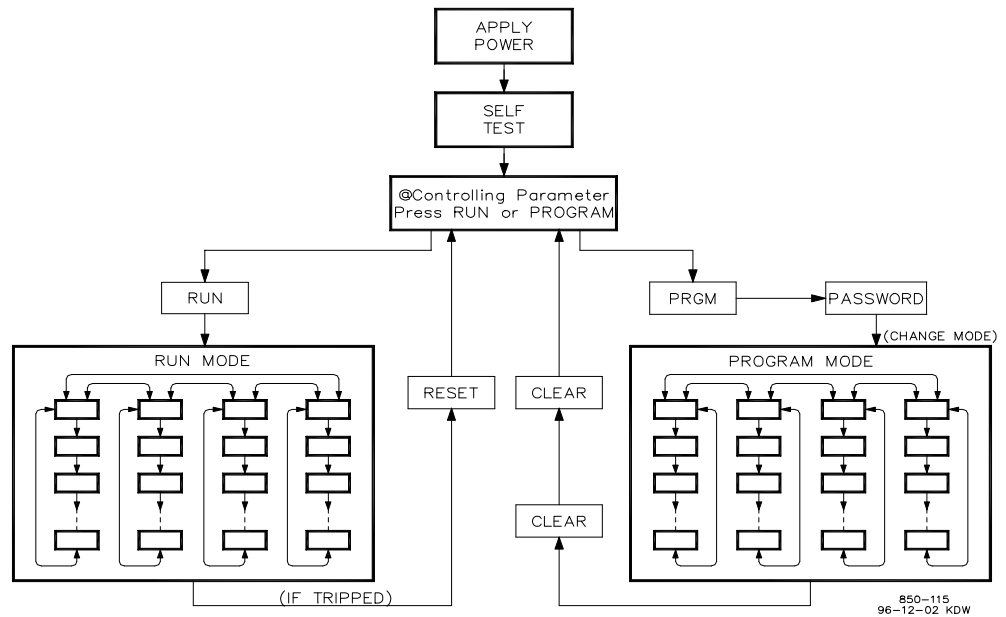 APPLY
POWER
SELF
TEST
@Controlling Parameter
Press RUN or PROGRAM
RUN
PRGM
PASSWORD
(CHANGE MODE)
RUN MODE
PROGRAM MODE
RESET
CLEAR
CLEAR
(IF TRIPPED)
850-115
96-12-02 KDW